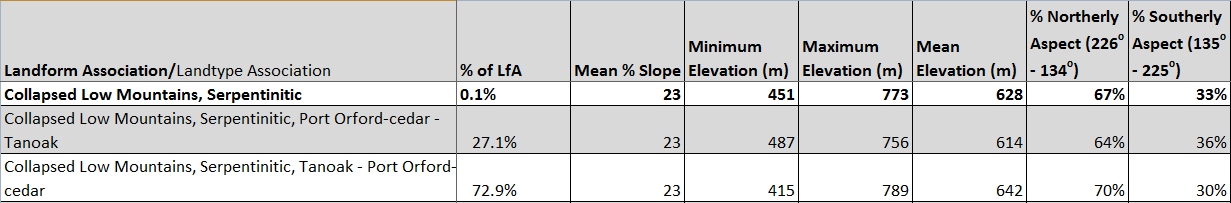 Landform Association/Landtype Association	% of LfA	Mean % Slope	Minimum Elevation (m)	Maximum Elevation (m)	Mean Elevation (m)	% Northerly Aspect (226° - 134°)	% Southerly Aspect (135° - 225°)
Collapsed Low Mountains, Serpentinitic	0.1%	23	451	773	628	67%	33%
Collapsed Low Mountains, Serpentinitic, Port Orford-cedar -
Tanoak	27.1%	23	487	756	614	64%	36%
Collapsed Low Mountains, Serpentinitic, Tanoak - Port Orford-
cedar	72.9%	23	415	789	642	70%	30%